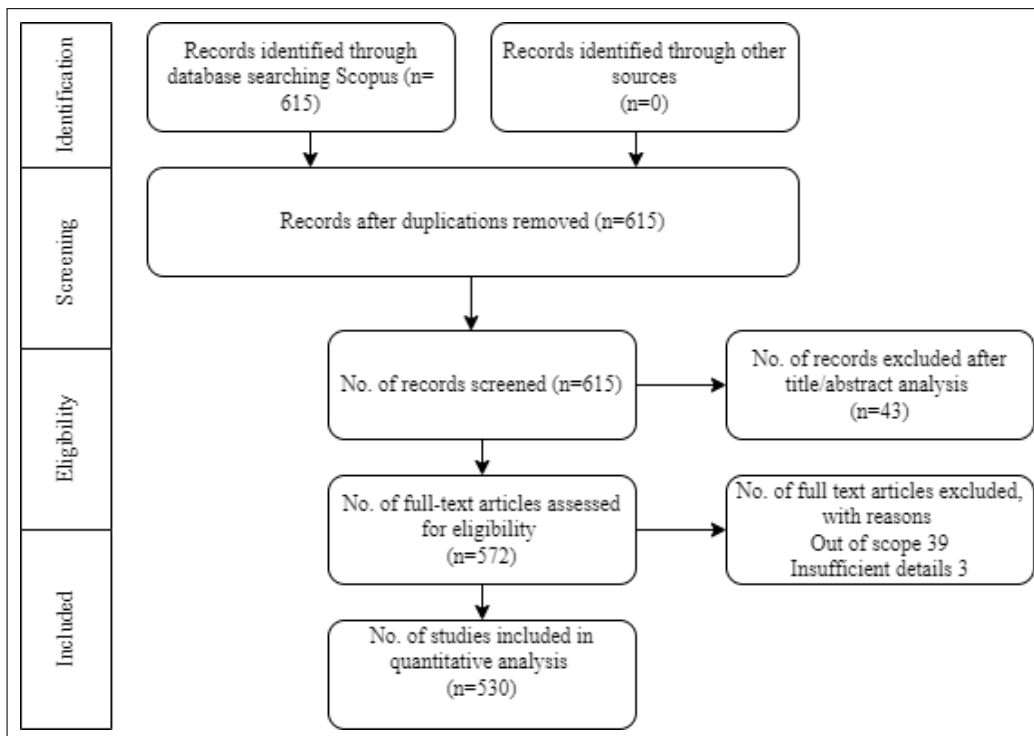 Identification
Records identified through
database searching Scopus (n=
615)
Records identified through other
sources
(n=0)
Screening
Records after duplications removed (n=615)
Eligibility
No. of records screened (n=615)
No. of records excluded after
title/abstract analysis
(n=43)
No. of full-text articles assessed
for eligibility
(n=572)
No. of full text articles excluded,
with reasons
Out of scope 39
Insufficient details 3
Included
No. of studies included in
quantitative analysis
(n=530)